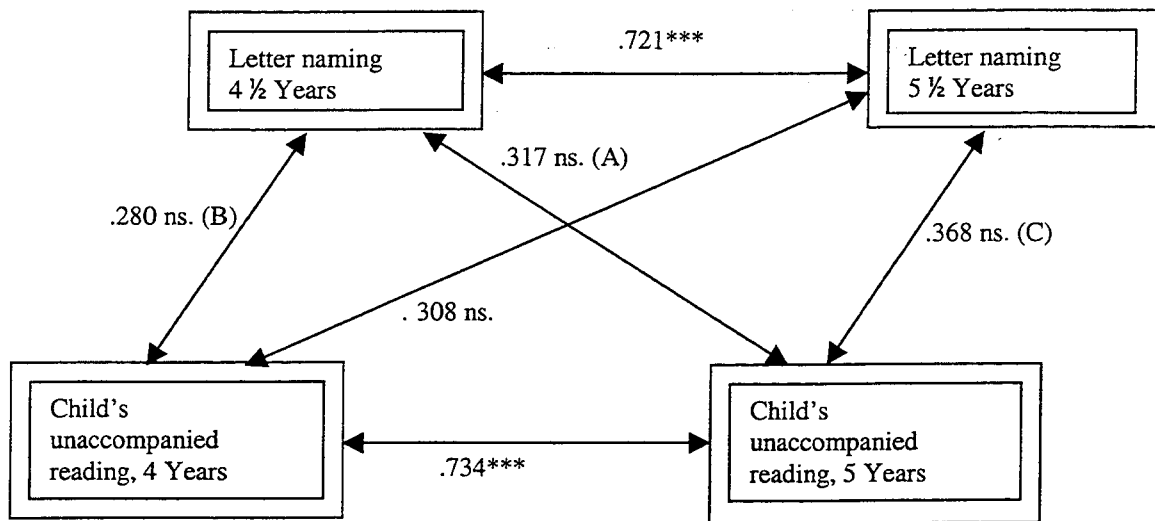 .721***
Letter naming
4 ½ Years
Letter naming
5 ½ Years
.317 ns. (A)
.280 ns. (B)
.368 ns. (C)
. 308 ns.
Child's
unaccompanied
reading, 4 Years
.734***
Child's
unaccompanied
reading, 5 Years